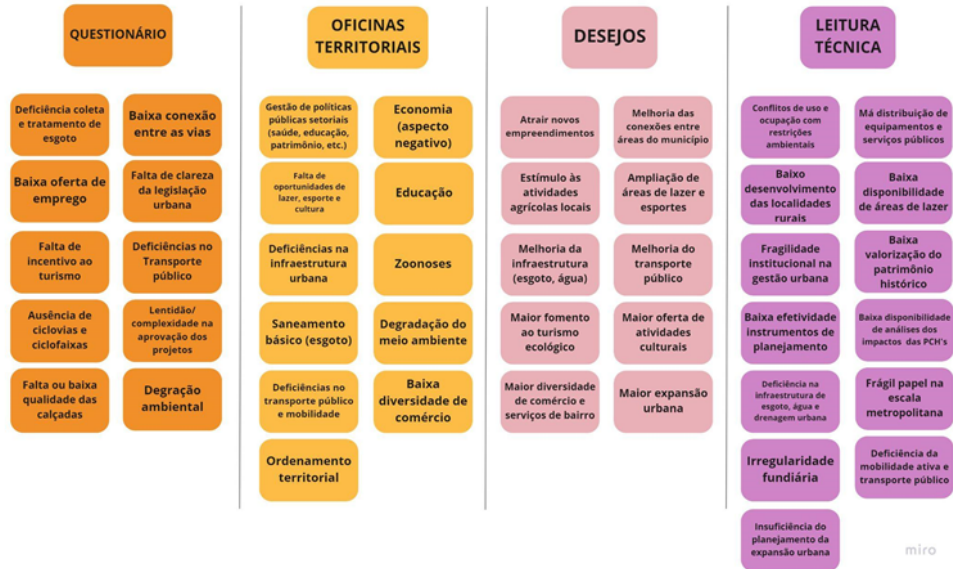 QUESTIONÁRIO
Deficiência coleta
e tratamento de
esgoto
Baixa conexão
entre as vias
Baixa oferta de
emprego
Falta de clareza
da legislação
urbana
Falta de
incentivo ao
turismo
Deficiências no
Transporte
público
Ausência de
ciclovias e
ciclofaixas
Lentidão/
complexidade na
aprovação dos
projetos
Falta ou baixa
qualidade das
calçadas
Degração
ambiental
OFICINAS
TERRITORIAIS
Gestão de políticas
públicas setoriais
(saúde, educação,
patrimônio, etc.)
Economia
(aspecto
negativo)
Falta de
oportunidades de
lazer, esporte e
cultura
Educação
Deficiências na
infraestrutura
urbana
Zoonoses
Saneamento
básico (esgoto)
Degradação do
meio ambiente
Deficiências no
transporte público
e mobilidade
Baixa
diversidade de
comércio
Ordenamento
territorial
DESEJOS
Atrair novos
empreendimentos
Melhoria das
conexões entre
áreas do município
Estímulo às
atividades
agrícolas locais
Ampliação de
áreas de lazer e
esportes
Melhoria da
infraestrutura
(esgoto, água)
Melhoria do
transporte
público
Maior fomento
ao turismo
ecológico
Maior oferta de
atividades
culturais
Maior diversidade
de comércio e
serviços de bairro
Maior expansão
urbana
LEITURA
TÉCNICA
Conflitos de uso e
ocupação com
restrições
ambientais
Má distribuição de
equipamentos e
serviços públicos
Baixo
desenvolvimento
das localidades
rurais
Baixa
disponibilidade
de áreas de lazer
Fragilidade
institucional na
gestão urbana
Baixa
valorização do
patrimônio
histórico
Baixa efetividade
instrumentos de
planejamento
Baixa disponibilidade
de análises dos
impactos das PCH's
Deficiência na
infraestrutura de
esgoto, água e
drenagem urbana
Frágil papel na
escala
metropolitana
Irregularidade
fundiária
Deficiência da
mobilidade ativa e
transporte público
Insuficiência do
planejamento da
expansão urbana
miro